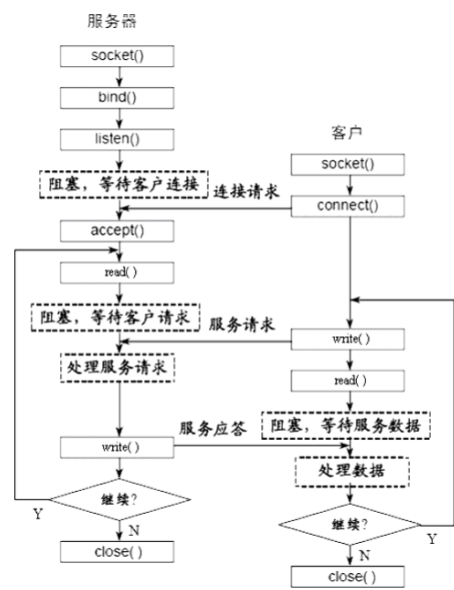 服务器
socket()
bind()
listen()
阻塞，等待客户连接
accept()
read( )
阻塞，等待客户请求
处理服务请求
write( )
继续?
Y
N
close( )
连接请求
服务请求
服务应答
客户
socket()
connect()
write( )
read( )
阻塞，等待服务数据
处理数据
继续?
Y
N
close( )